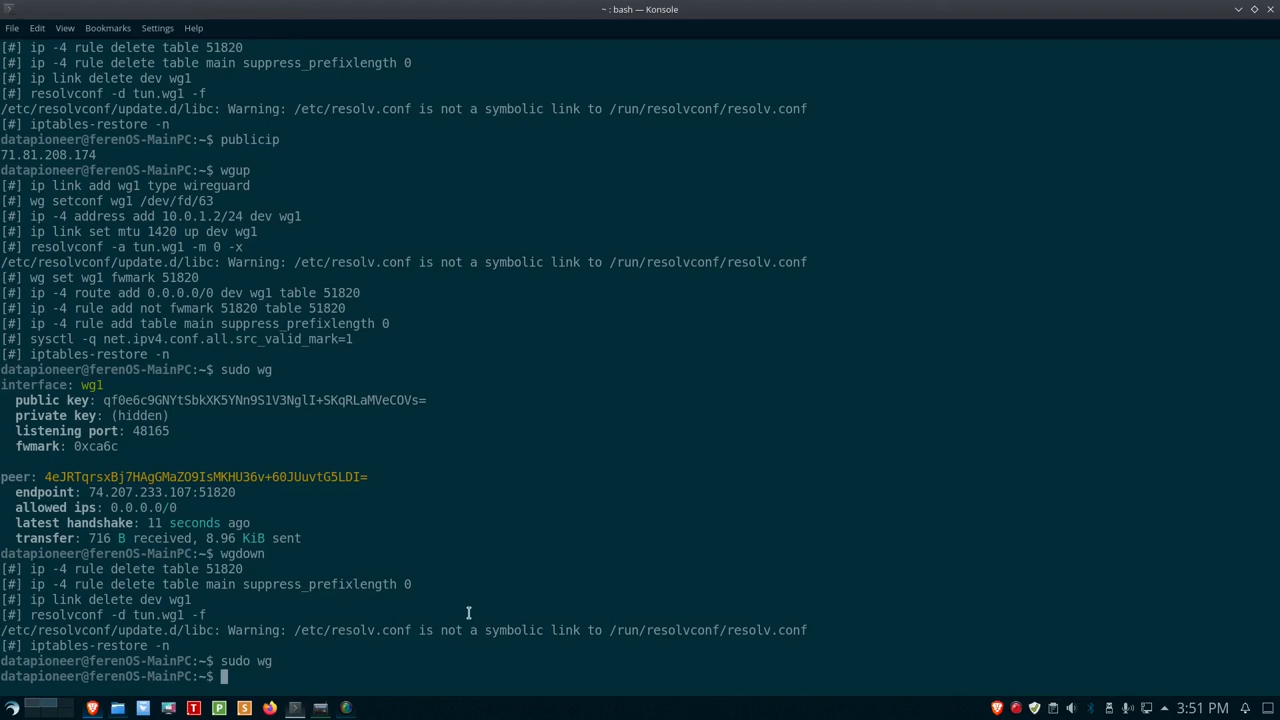 ~ : bash — Konsole
File Edit View Bookmarks Settings Help
[#] ip -4 rule delete table 51820
[#] ip -4 rule delete table main suppress_prefixlength 0
[#] ip link delete dev wg1
[#] resolvconf -d tun.wg1 -f
/etc/resolvconf/update.d/libc: Warning: /etc/resolv.conf is not a symbolic link to /run/resolvconf/resolv.conf
[#] iptables-restore -n
datapioneer@ferenOS-MainPC:~$ publicip
71.81.208.174
datapioneer@ferenOS-MainPC:~$ wgup
[#] ip link add wg1 type wireguard
[#] wg setconf wg1 /dev/fd/63
[#] ip -4 address add 10.0.1.2/24 dev wg1
[#] ip link set mtu 1420 up dev wg1
[#] resolvconf -a tun.wg1 -m 0 -x
/etc/resolvconf/update.d/libc: Warning: /etc/resolv.conf is not a symbolic link to /run/resolvconf/resolv.conf
[#] wg set wg1 fwmark 51820
[#] ip -4 route add 0.0.0.0/0 dev wg1 table 51820
[#] ip -4 rule add not fwmark 51820 table 51820
[#] ip -4 rule add table main suppress_prefixlength 0
[#] sysctl -q net.ipv4.conf.all.src_valid_mark=1
[#] iptables-restore -n
datapioneer@ferenOS-MainPC:~$ sudo wg
interface: wg1
public key: qf0e6c9GNYtSbkXK5YNn9S1V3NglI+SKqRLaMVeCOVs=
private key: (hidden)
listening port: 48165
fwmark: 0xca6c
peer: 4eJRTqrsxBj7HAgGMaZO9IsMKHU36v+60JUuvtG5LDI=
endpoint: 74.207.233.107:51820
allowed ips: 0.0.0.0/0
latest handshake: 11 seconds ago
transfer: 716 B received, 8.96 KiB sent
datapioneer@ferenOS-MainPC:~$ wgdown
[#] ip -4 rule delete table 51820
[#] ip -4 rule delete table main suppress_prefixlength 0
[#] ip link delete dev wg1
[#] resolvconf -d tun.wg1 -f
/etc/resolvconf/update.d/libc: Warning: /etc/resolv.conf is not a symbolic link to /run/resolvconf/resolv.conf
[#] iptables-restore -n
datapioneer@ferenOS-MainPC:~$ sudo wg
datapioneer@ferenOS-MainPC:~$
T P S 3:51 PM